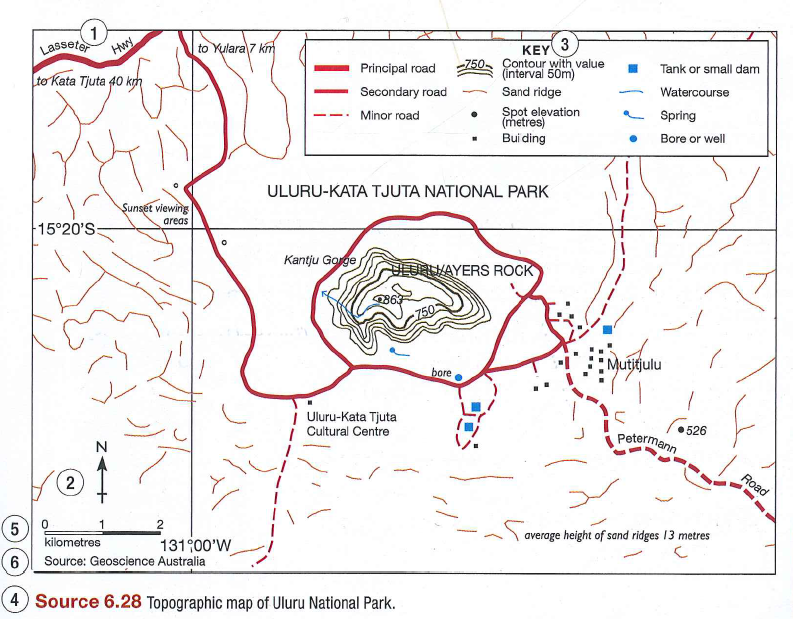 1
Lasseter Hwy
to Yulara 7 km
to Kata Tjuta 40 km
KEY
3
Principal road
Secondary road
Minor road
750
Contour with value
(interval 50m)
Sand ridge
Spot elevation
(metres)
Building
Tank or small dam
Watercourse
Spring
Bore or well
ULURU-KATA TJUTA NATIONAL PARK
Sunset viewing
areas
15°20'S
Kantju Gorge
ULURU/AYERS ROCK
863
750
bore
Mutitjulu
Uluru-Kata Tjuta
Cultural Centre
526
Petermann
Road
N
2
5
0 1 2
kilometres
131°00'W
average height of sand ridges 13 metres
6
Source: Geoscience Australia
4
Source 6.28 Topographic map of Uluru National Park.